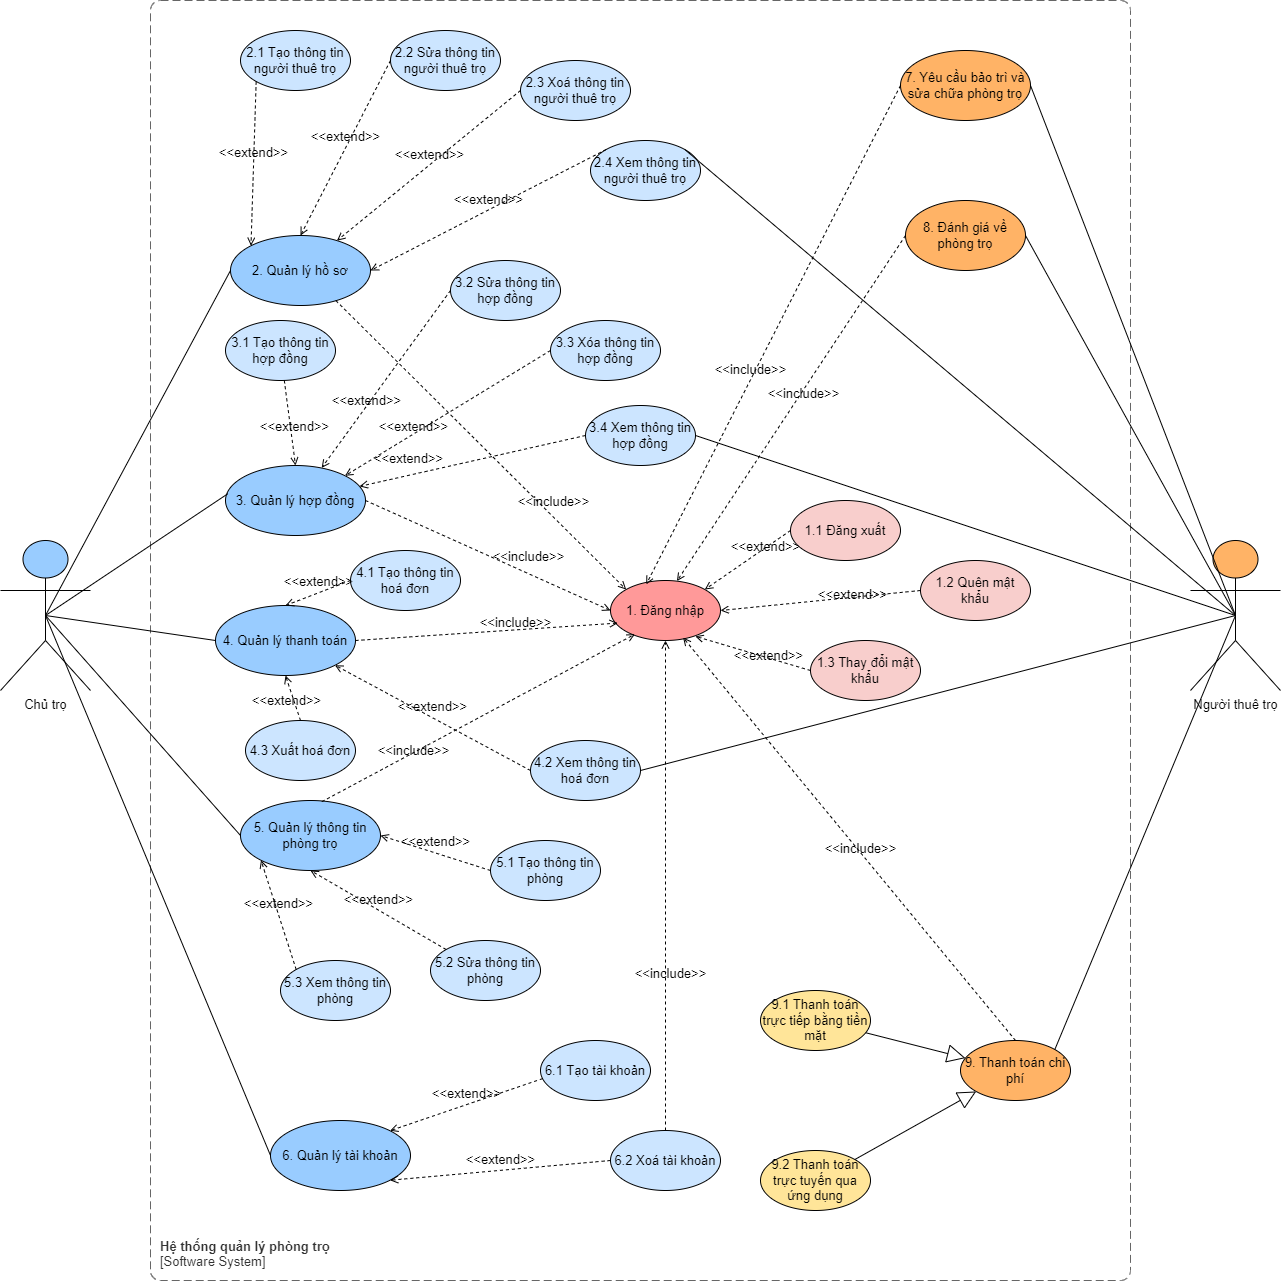 2.1 Tạo thông tin
người thuê trọ
2.2 Sửa thông tin
người thuê trọ
2.3 Xoá thông tin
người thuê trọ
7. Yêu cầu bảo trì và
sửa chữa phòng trọ
<<extend>>
<<extend>>
<<extend>>
2.4 Xem thông tin
người thuê trọ
<<extend>>
8. Đánh giá về
phòng trọ
2. Quản lý hồ sơ
3.2 Sửa thông tin
hợp đồng
3.1 Tạo thông tin
hợp đồng
3.3 Xóa thông tin
hợp đồng
<<include>>
<<include>>
<<extend>>
<<extend>>
<<extend>>
<<extend>>
3.4 Xem thông tin
hợp đồng
3. Quản lý hợp đồng
<<include>>
1.1 Đăng xuất
<<extend>>
<<include>>
4.1 Tạo thông tin
hoá đơn
<<extend>>
1.2 Quện mật
khẩu
<<extend>>
1. Đăng nhập
<<include>>
4. Quản lý thanh toán
1.3 Thay đổi mật
khẩu
<<extend>>
Chủ trọ
Người thuê trọ
<<extend>>
<<extend>>
4.3 Xuất hoá đơn
<<include>>
4.2 Xem thông tin
hoá đơn
5. Quản lý thông tin
phòng trọ
<<extend>>
<<include>>
5.1 Tạo thông tin
phòng
<<extend>>
<<extend>>
5.2 Sửa thông tin
phòng
5.3 Xem thông tin
phòng
<<include>>
9.1 Thanh toán
trực tiếp bằng tiền
mặt
9. Thanh toán chi
phí
6.1 Tạo tài khoản
<<extend>>
6. Quản lý tài khoản
<<extend>>
6.2 Xoá tài khoản
9.2 Thanh toán
trực tuyến qua
ứng dụng
Hệ thống quản lý phòng trọ
[Software System]